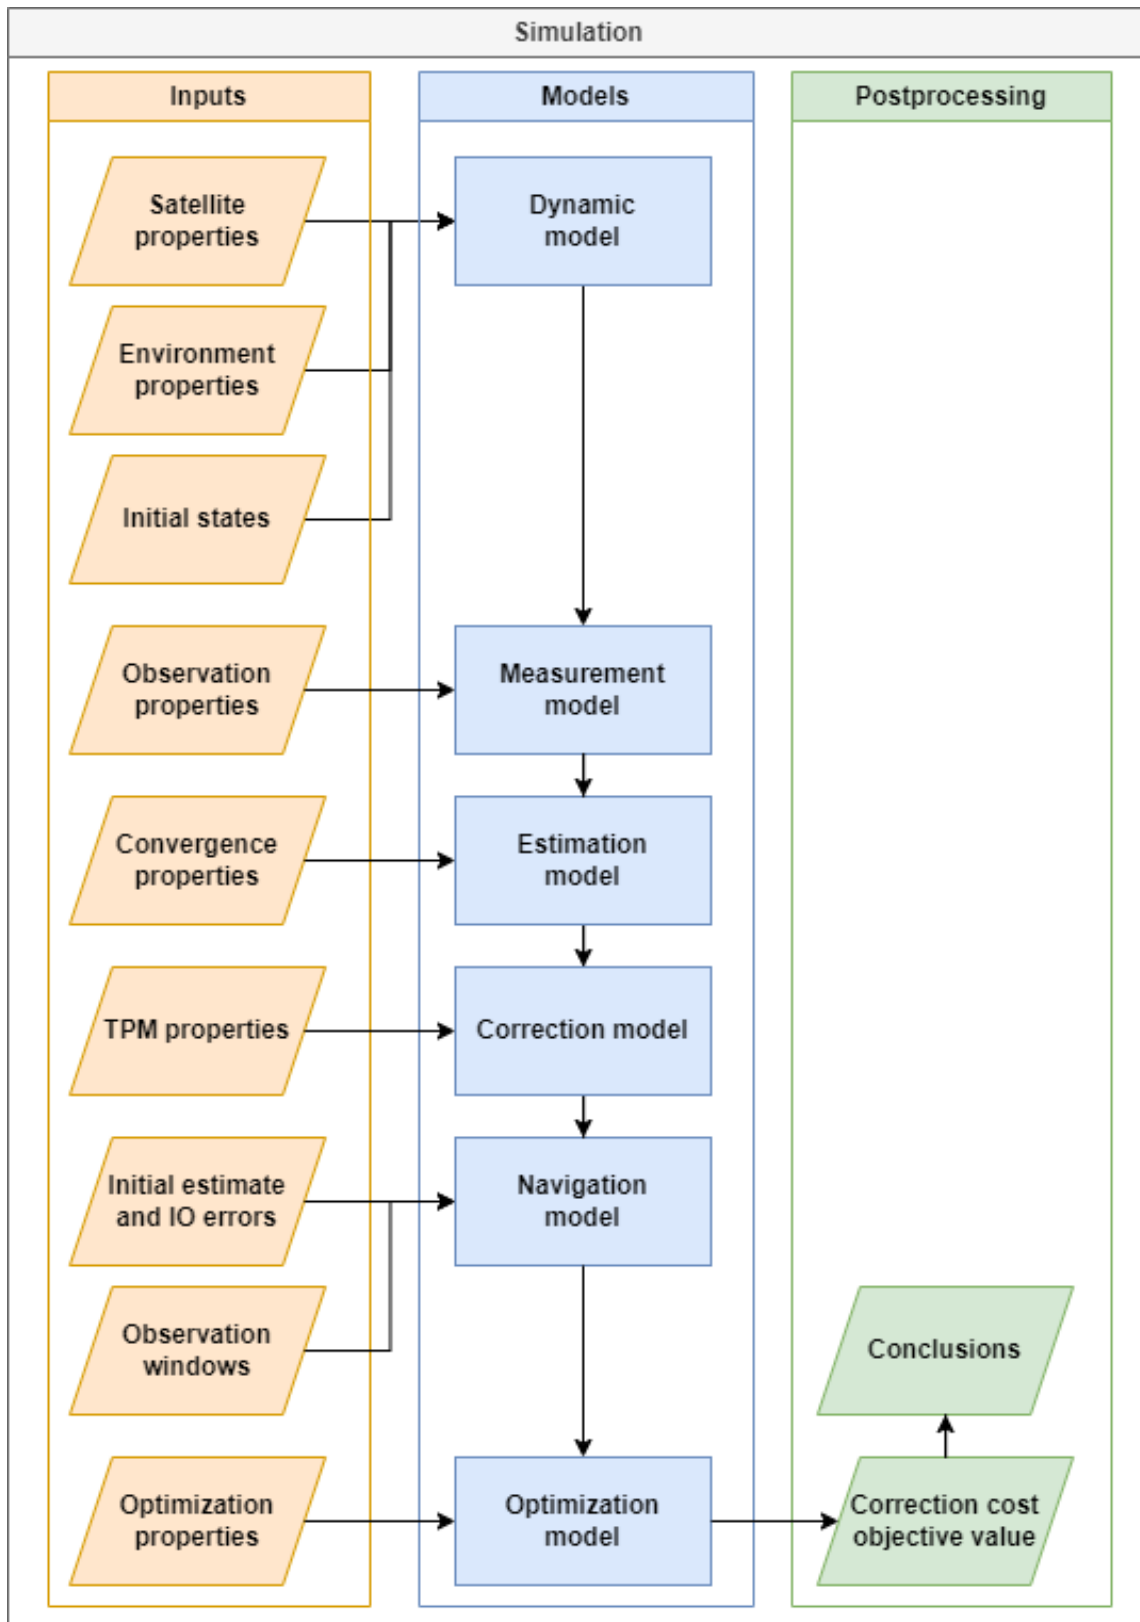 Simulation
Inputs
Models
Postprocessing
Satellite
properties
Dynamic
model
Environment
properties
Initial states
Observation
properties
Measurement
model
Convergence
properties
Estimation
model
TPM properties
Correction model
Initial estimate
and IO errors
Navigation
model
Observation
windows
Conclusions
Optimization
properties
Optimization
model
Correction cost
objective value